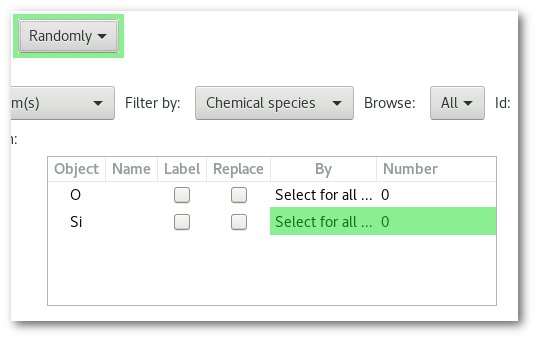 Randomly
m(s) Filter by: Chemical species Browse: All Id:
n:
Object Name Label Replace By Number
O Select for all ... 0
Si Select for all ... 0